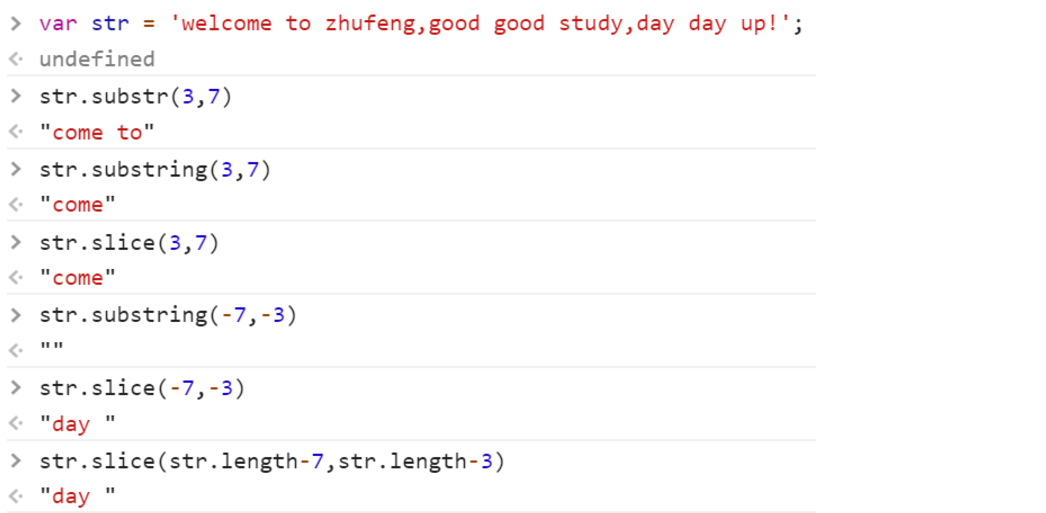 > var str = 'welcome to zhufeng,good good study,day day up!';
< undefined
> str.substr(3,7)
< "come to"
> str.substring(3,7)
< "come"
> str.slice(3,7)
< "come"
> str.substring(-7,-3)
< ""
> str.slice(-7,-3)
< "day "
> str.slice(str.length-7,str.length-3)
< "day "